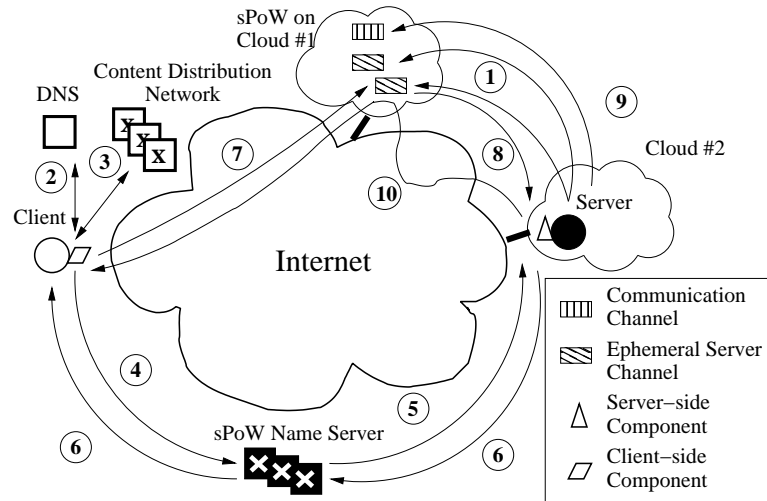 sPoW on
Cloud #1
Content Distribution
Network
DNS
X
X
X
1
9
7
3
2
8
Cloud #2
10
Client
Server
Internet
Communication
Channel
Ephemeral Server
Channel
4
5
Server-side
Component
sPoW Name Server
6
6
Client-side
Component